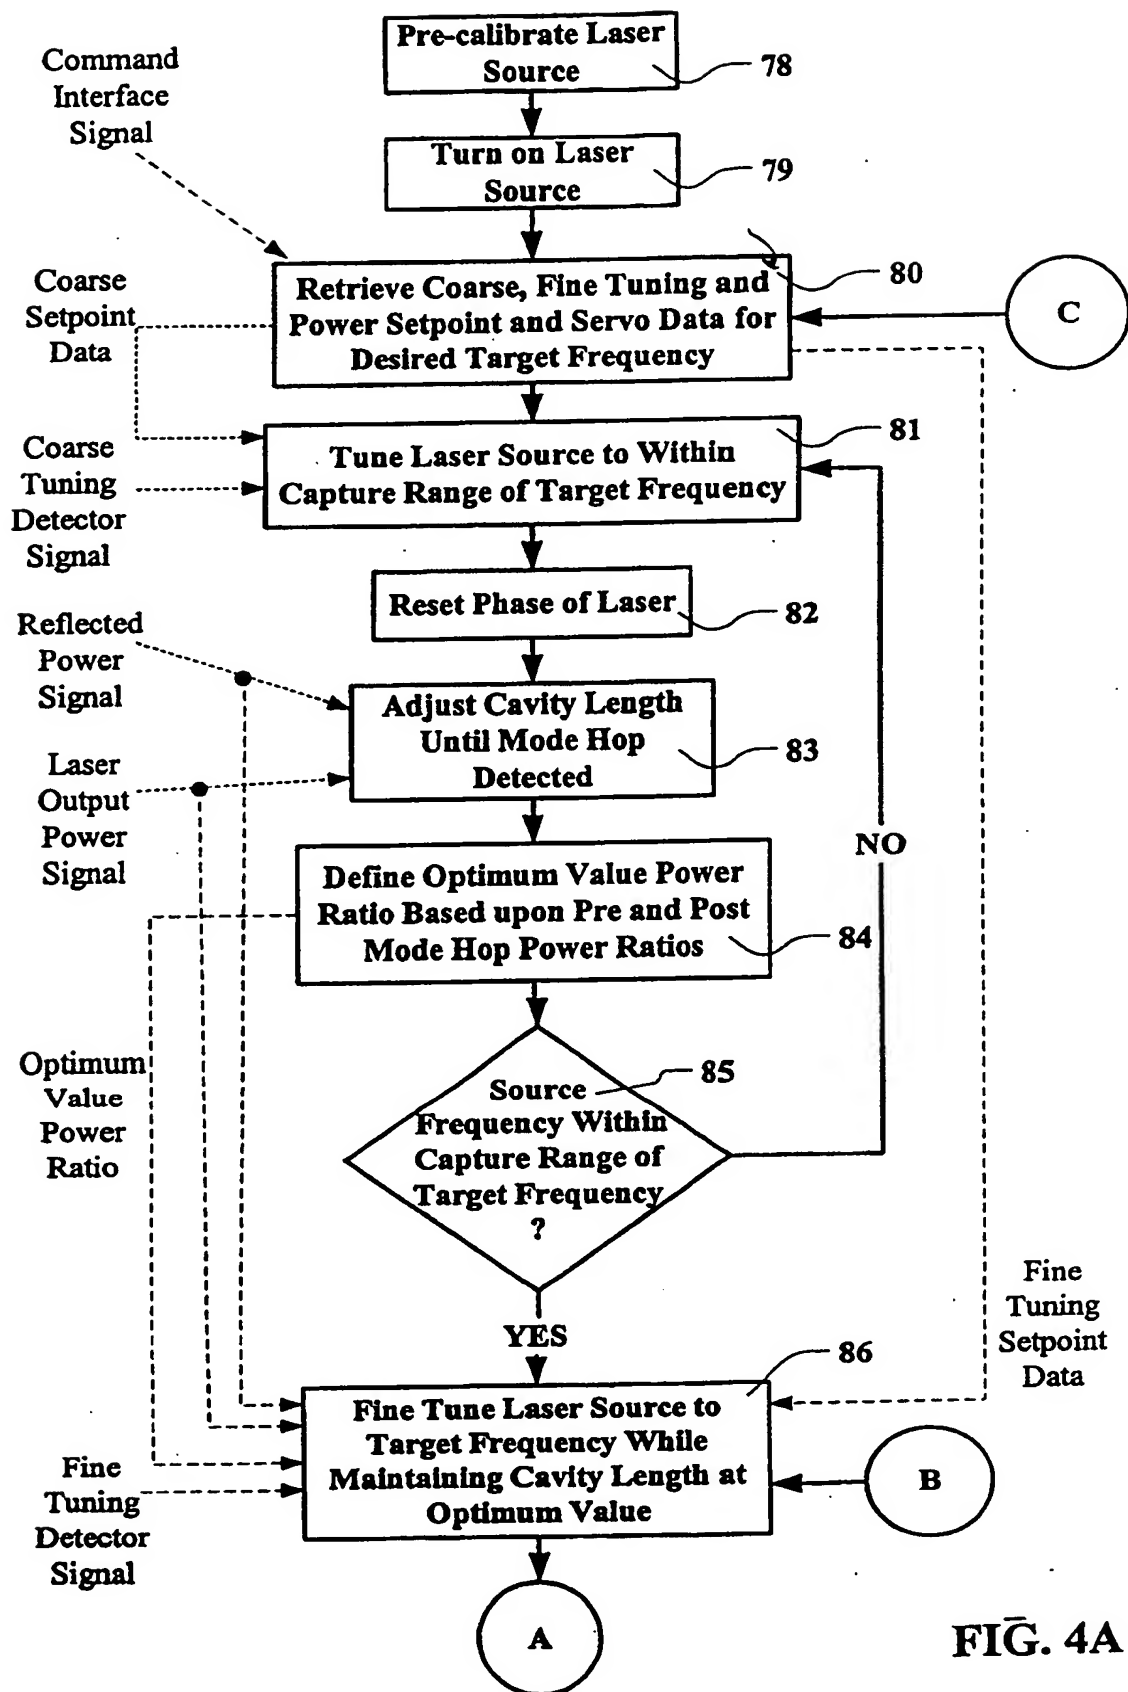 Pre-calibrate Laser
Source
78
Command
Interface
Signal
Turn on Laser
Source
79
Coarse
Setpoint
Data
Retrieve Coarse, Fine Tuning and
Power Setpoint and Servo Data for
Desired Target Frequency
80
C
Coarse
Tuning
Detector
Signal
Tune Laser Source to Within
Capture Range of Target Frequency
81
Reset Phase of Laser
82
Reflected
Power
Signal
Adjust Cavity Length
Until Mode Hop
Detected
83
Laser
Output
Power
Signal
NO
Define Optimum Value Power
Ratio Based upon Pre and Post
Mode Hop Power Ratios
84
Optimum
Value
Power
Ratio
Source
Frequency Within
Capture Range of
Target Frequency
?
85
YES
Fine
Tuning
Setpoint
Data
86
Fine Tune Laser Source to
Target Frequency While
Maintaining Cavity Length at
Optimum Value
B
Fine
Tuning
Detector
Signal
A
FIG. 4A